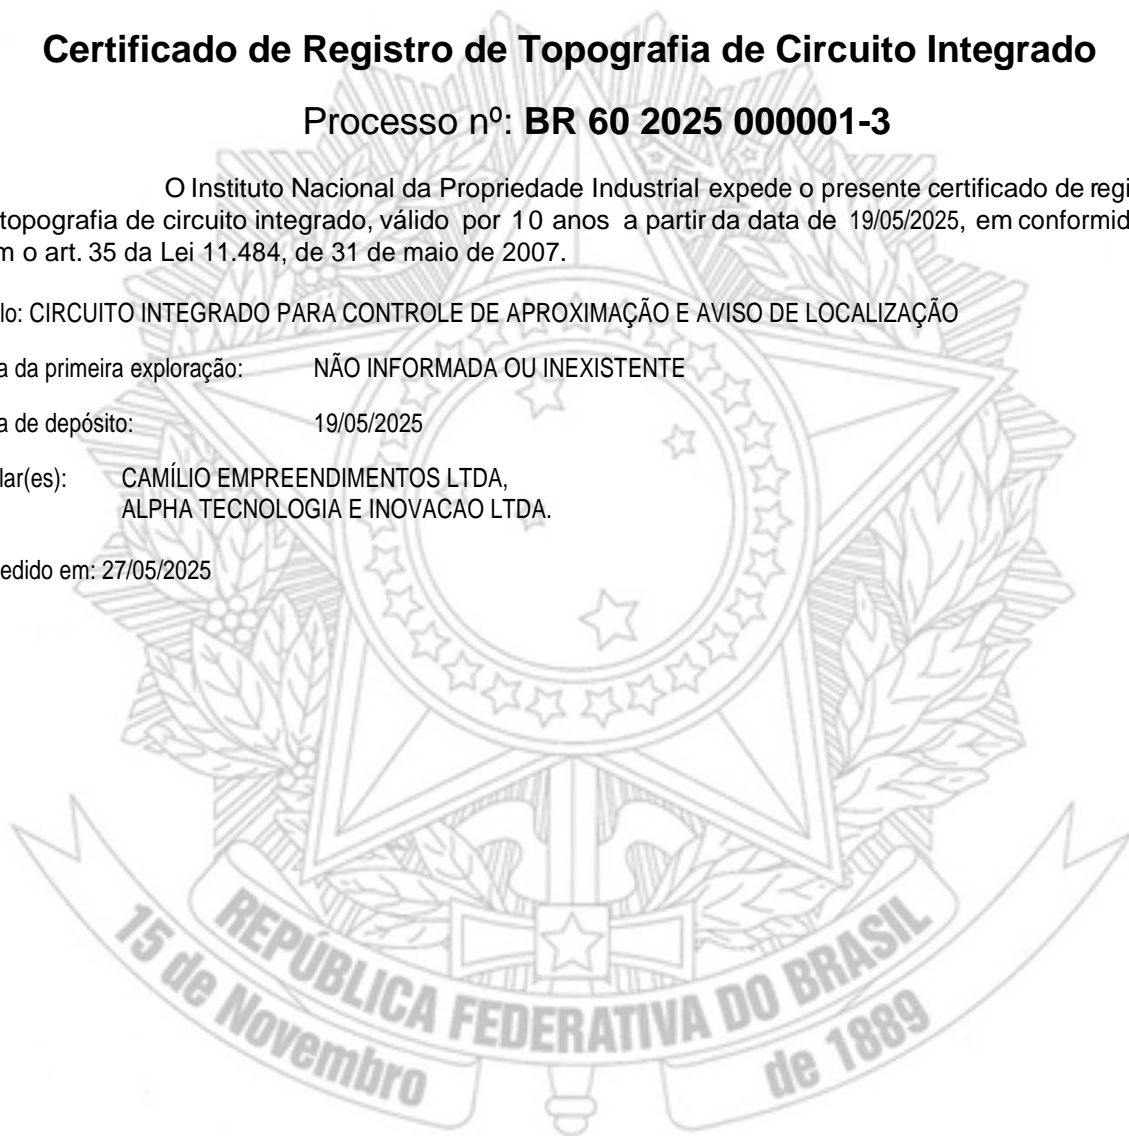 Certificado de Registro de Topografia de Circuito Integrado
Processo nº: BR 60 2025 000001-3
O Instituto Nacional da Propriedade Industrial expede o presente certificado de regi
topografia de circuito integrado, válido por 10 anos a partir da data de 19/05/2025, em conformid
m o art. 35 da Lei 11.484, de 31 de maio de 2007.
lo: CIRCUITO INTEGRADO PARA CONTROLE DE APROXIMAÇÃO E AVISO DE LOCALIZAÇÃO
a da primeira exploração: NÃO INFORMADA OU INEXISTENTE
a de depósito: 19/05/2025
lar(es): CAMÍLIO EMPREENDIMENTOS LTDA,
ALPHA TECNOLOGIA E INOVACAO LTDA.
edido em: 27/05/2025
REPÚBLICA FEDERATIVA DO BRASIL
15 de Novembro de 1889